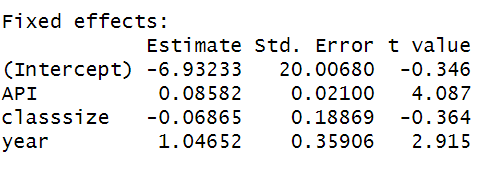 Fixed effects:
Estimate Std. Error t value
(Intercept) -6.93233 20.00680 -0.346
API 0.08582 0.02100 4.087
classsize -0.06865 0.18869 -0.364
year 1.04652 0.35906 2.915